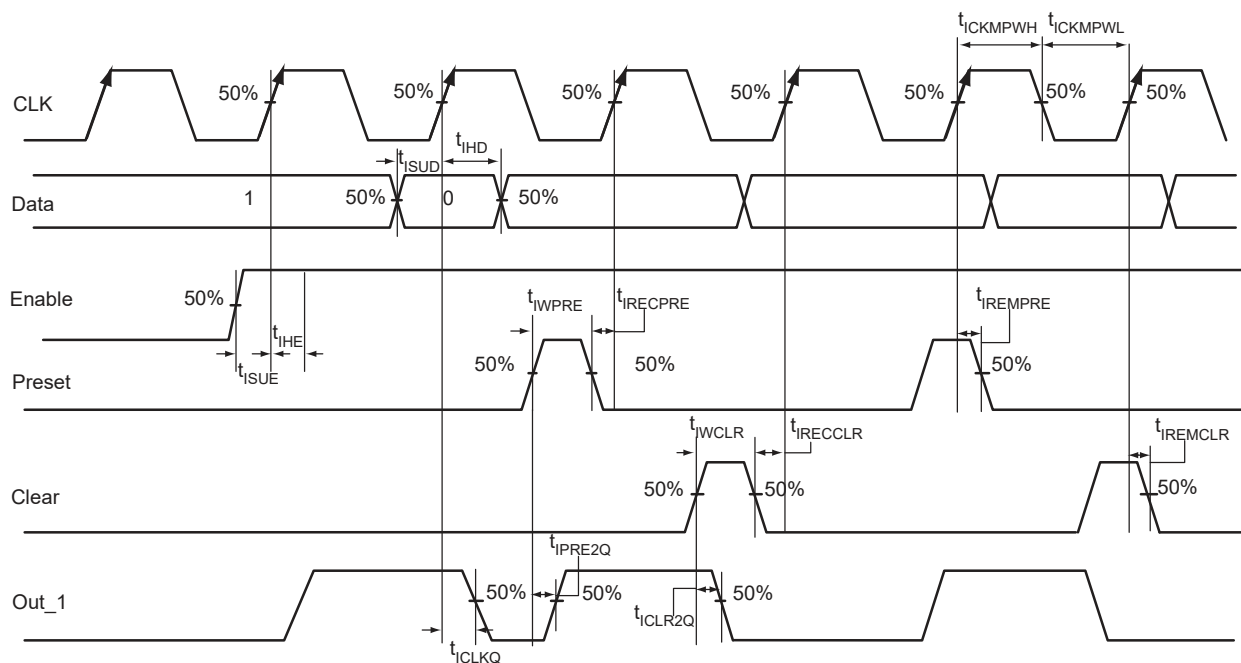 tICKMPWH tICKMPWL
CLK 50% 50% 50% 50% 50% 50% 50%
tISUD tIHD
Data 1 50% 0 50%
Enable 50%
tIHE
tISUE
tIWPRE tIRECPRE tIREMPRE
Preset 50% 50% 50%
tIWCLR tIRECCLR tIREMCLR
Clear 50% 50% 50%
tIPRE2Q
Out_1 50% 50% tICLR2Q 50%
tICLKQ